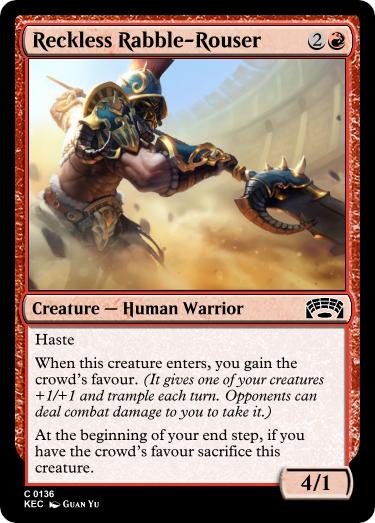 Reckless Rabble-Rouser 2
Creature — Human Warrior
Haste
When this creature enters, you gain the
crowd's favour. (It gives one of your creatures
+1/+1 and trample each turn. Opponents can
deal combat damage to you to take it.)
At the beginning of your end step, if you
have the crowd's favour sacrifice this
creature.
4/1
C 0136
KEC Guan Yu